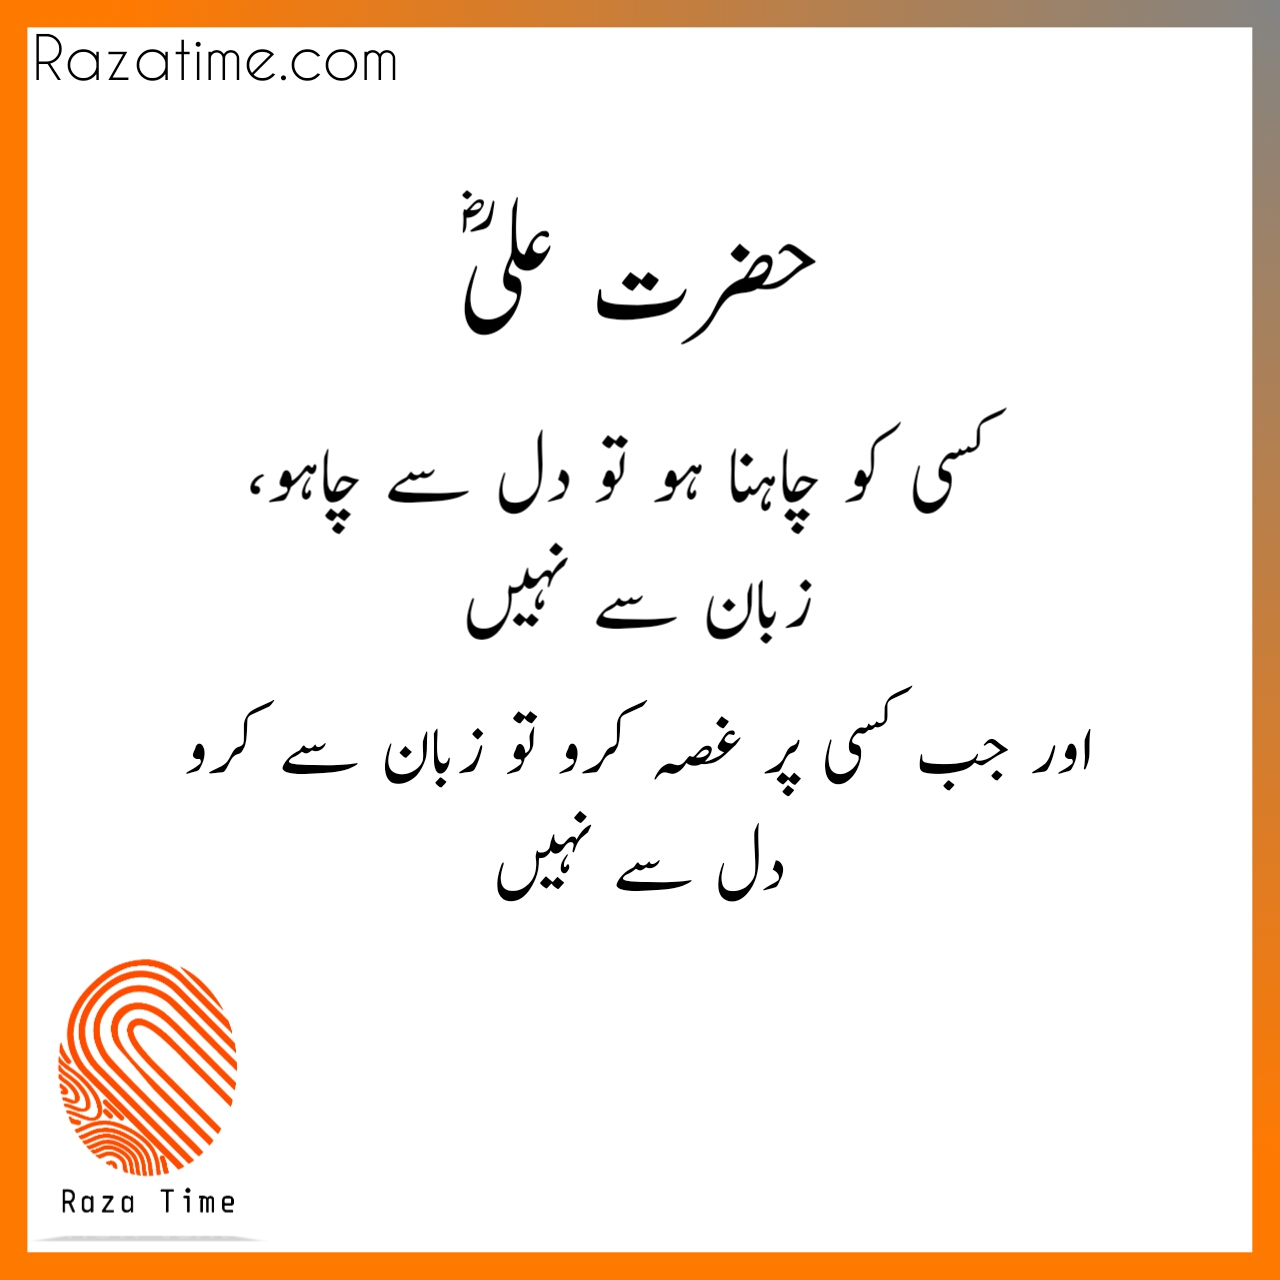 Razatime.com
حضرت علیؓ
کسی کو چاہنا ہو تو دل سے چاہو،
زبان سے نہیں
اور جب کسی پر غصہ کرو تو زبان سے کرو
دل سے نہیں
Raza Time